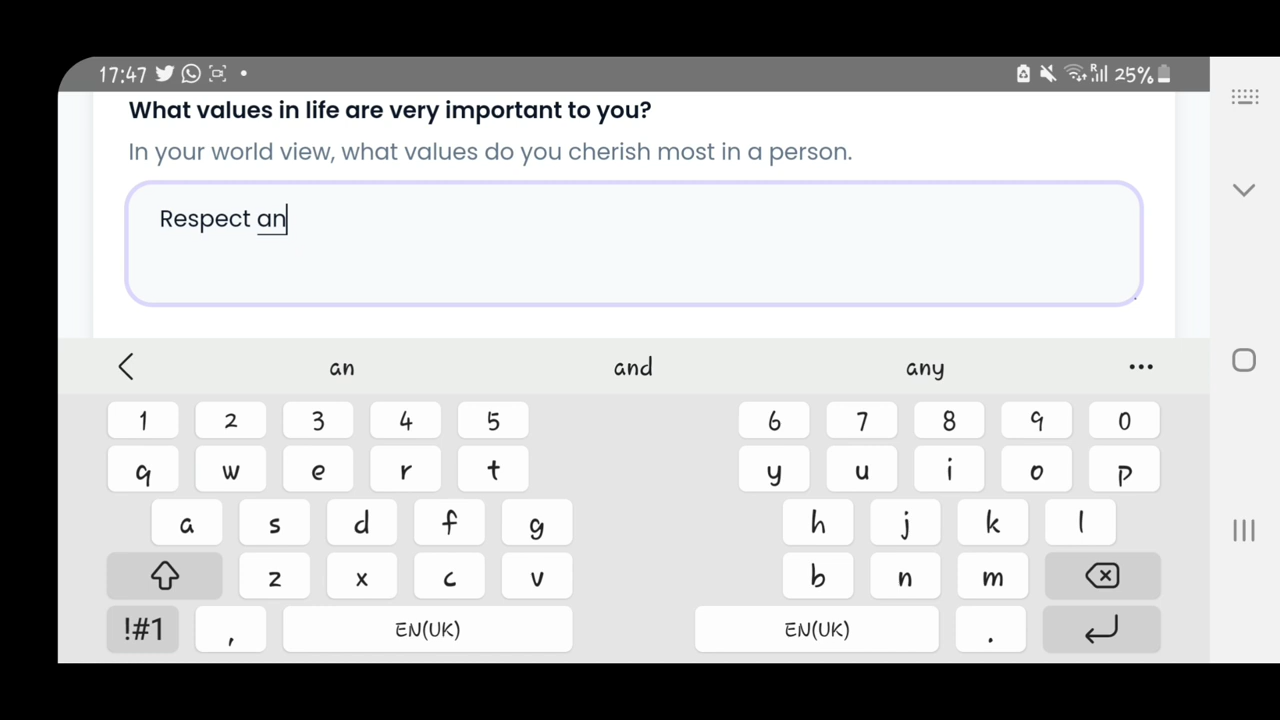 17:47 R 25%
What values in life are very important to you?
In your world view, what values do you cherish most in a person.
Respect an
an and any
1 2 3 4 5 6 7 8 9 0
q w e r t y u i o p
a s d f g h j k l
z x c v b n m
!#1 , EN(UK) EN(UK) .